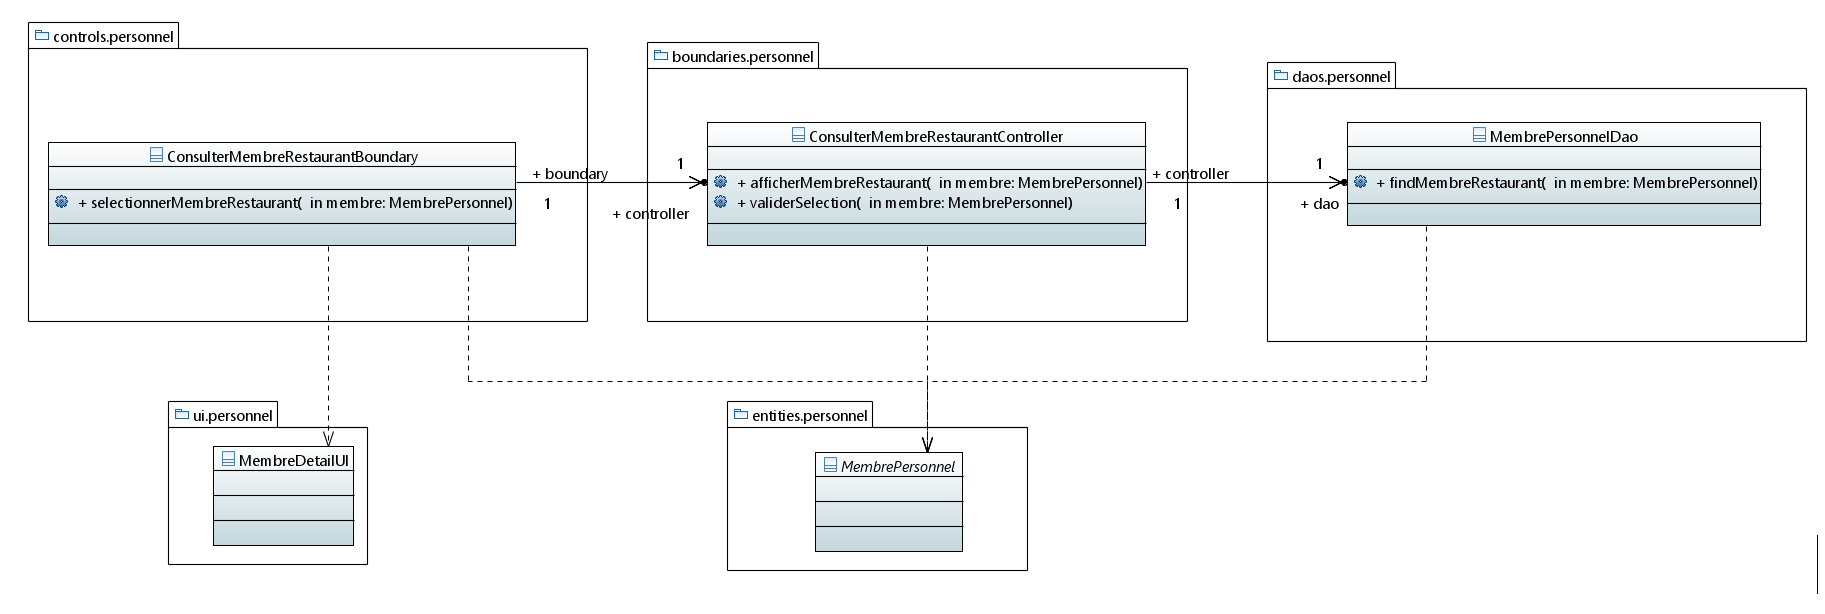 controls.personnel
ConsulterMembreRestaurantBoundary
+ selectionnerMembreRestaurant( in membre: MembrePersonnel)
+ boundary
1
1
+ controller
boundaries.personnel
ConsulterMembreRestaurantController
+ afficherMembreRestaurant( in membre: MembrePersonnel)
+ validerSelection( in membre: MembrePersonnel)
+ controller
1
1
+ dao
daos.personnel
MembrePersonnelDao
+ findMembreRestaurant( in membre: MembrePersonnel)
ui.personnel
MembreDetailUI
entities.personnel
MembrePersonnel